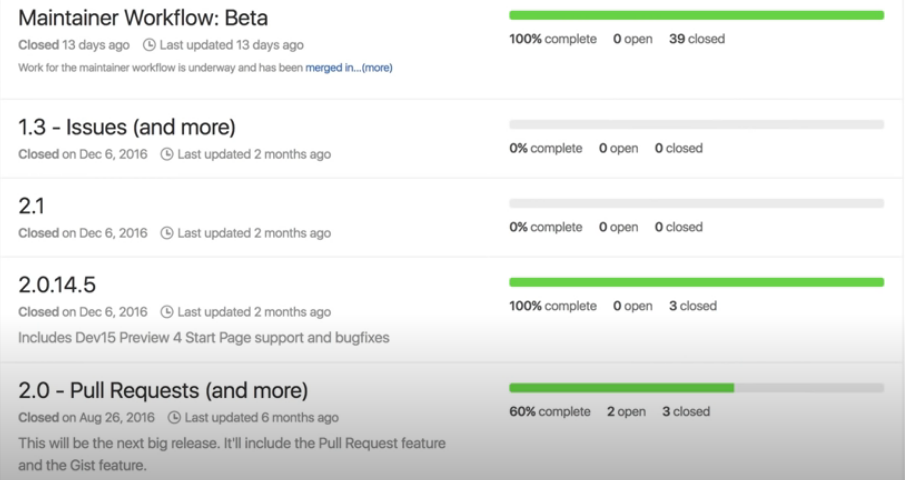 Maintainer Workflow: Beta
Closed 13 days ago Last updated 13 days ago
Work for the maintainer workflow is underway and has been merged in...(more)
100% complete 0 open 39 closed
1.3 - Issues (and more)
Closed on Dec 6, 2016 Last updated 2 months ago
0% complete 0 open 0 closed
2.1
Closed on Dec 6, 2016 Last updated 2 months ago
0% complete 0 open 0 closed
2.0.14.5
Closed on Dec 6, 2016 Last updated 2 months ago
Includes Dev15 Preview 4 Start Page support and bugfixes
100% complete 0 open 3 closed
2.0 - Pull Requests (and more)
Closed on Aug 26, 2016 Last updated 6 months ago
This will be the next big release. It'll include the Pull Request feature
and the Gist feature.
60% complete 2 open 3 closed